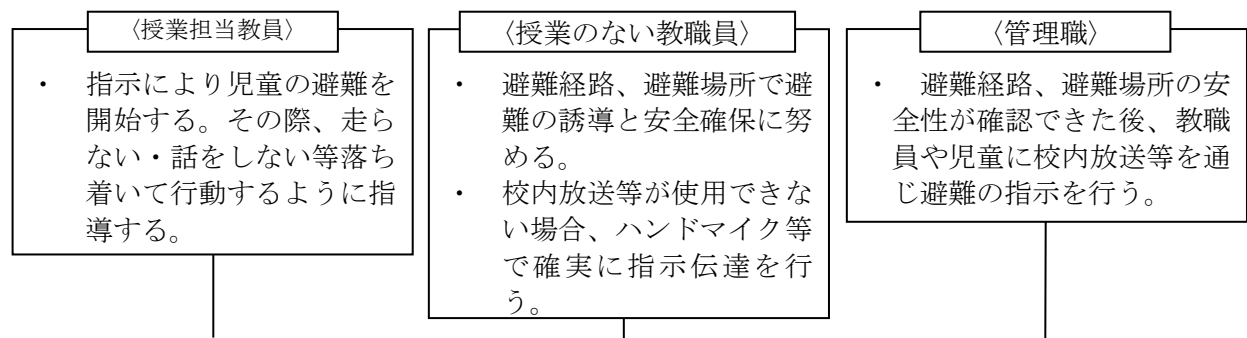 〈授業担当教員〉
・ 指示により児童の避難を
開始する。その際、走ら
ない・話をしない等落ち
着いて行動するように指
導する。
〈授業のない教職員〉
・ 避難経路、避難場所で避
難の誘導と安全確保に努
める。
・ 校内放送等が使用できな
い場合、ハンドマイク等
で確実に指示伝達を行
う。
〈管理職〉
・ 避難経路、避難場所の安
全性が確認できた後、教職
員や児童に校内放送等を通
じ避難の指示を行う。